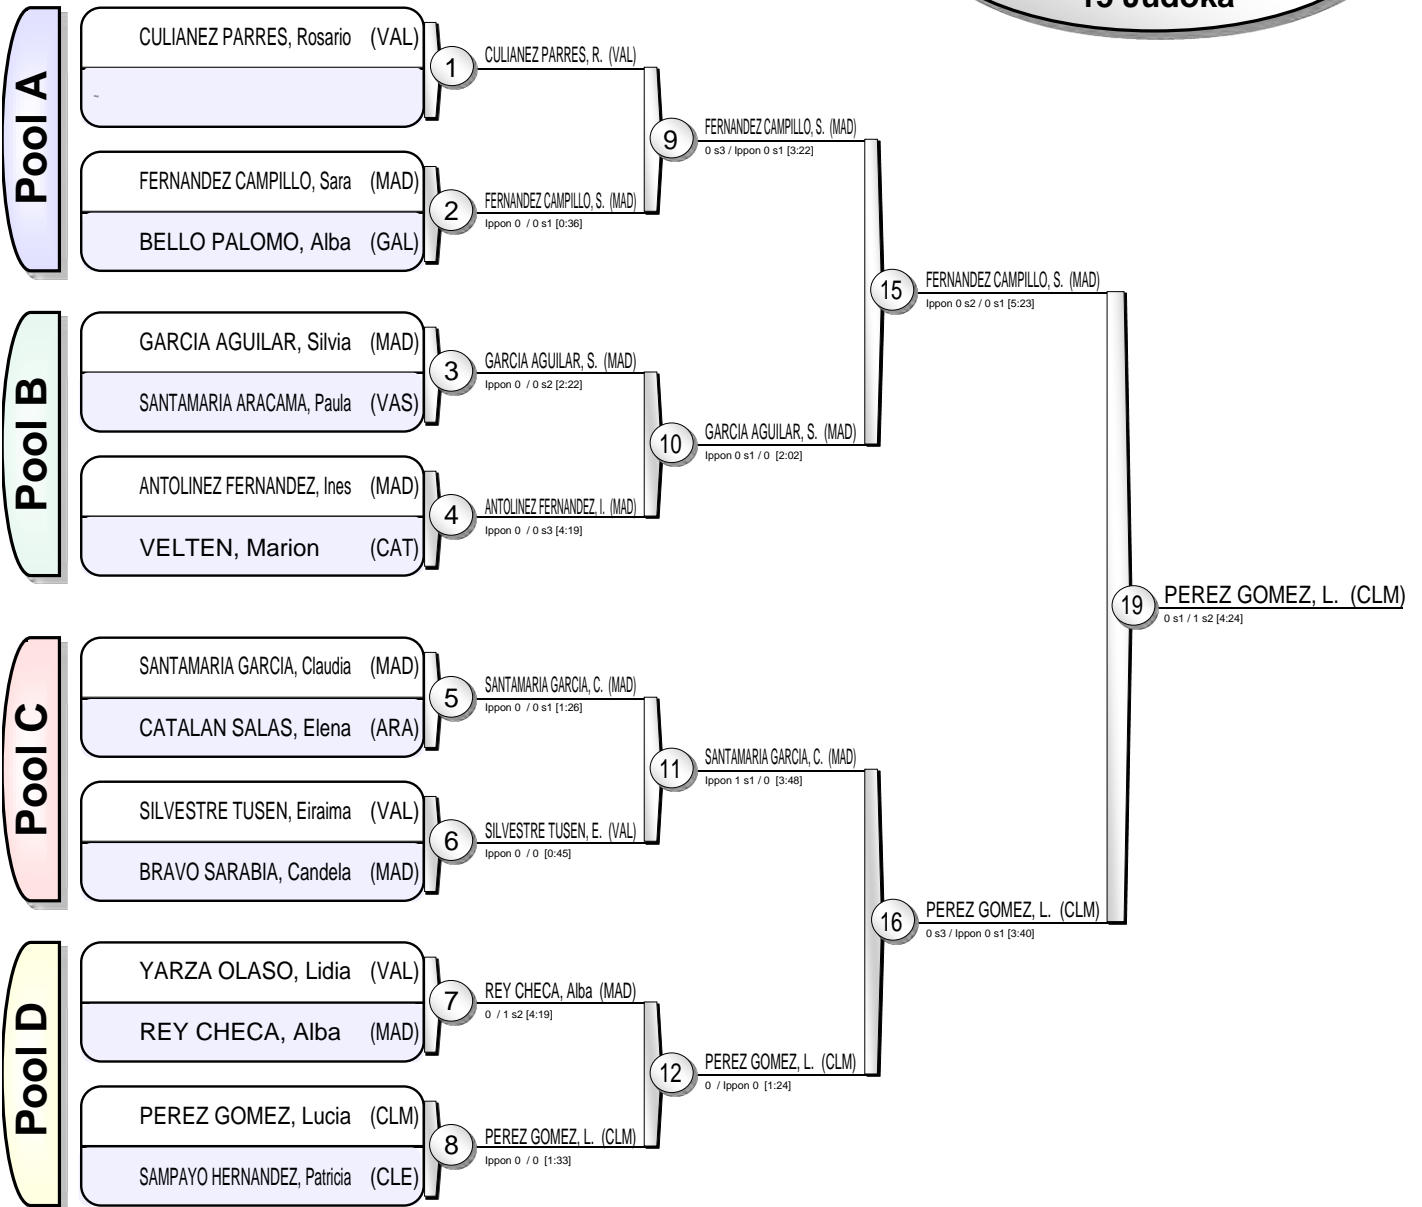 15 Judoka
Pool A
CULIANEZ PARRES, Rosario (VAL)
-
1
CULIANEZ PARRES, R. (VAL)
FERNANDEZ CAMPILLO, Sara (MAD)
BELLO PALOMO, Alba (GAL)
2
FERNANDEZ CAMPILLO, S. (MAD)
Ippon 0 / 0 s1 [0:36]
9
FERNANDEZ CAMPILLO, S. (MAD)
0 s3 / Ippon 0 s1 [3:22]
Pool B
GARCIA AGUILAR, Silvia (MAD)
SANTAMARIA ARACAMA, Paula (VAS)
3
GARCIA AGUILAR, S. (MAD)
Ippon 0 / 0 s2 [2:22]
ANTOLINEZ FERNANDEZ, Ines (MAD)
VELTEN, Marion (CAT)
4
ANTOLINEZ FERNANDEZ, I. (MAD)
Ippon 0 / 0 s3 [4:19]
10
GARCIA AGUILAR, S. (MAD)
Ippon 0 s1 / 0 [2:02]
15
FERNANDEZ CAMPILLO, S. (MAD)
Ippon 0 s2 / 0 s1 [5:23]
Pool C
SANTAMARIA GARCIA, Claudia (MAD)
CATALAN SALAS, Elena (ARA)
5
SANTAMARIA GARCIA, C. (MAD)
Ippon 0 / 0 s1 [1:26]
SILVESTRE TUSEN, Eiraima (VAL)
BRAVO SARABIA, Candela (MAD)
6
SILVESTRE TUSEN, E. (VAL)
Ippon 0 / 0 [0:45]
11
SANTAMARIA GARCIA, C. (MAD)
Ippon 1 s1 / 0 [3:48]
Pool D
YARZA OLASO, Lidia (VAL)
REY CHECA, Alba (MAD)
7
REY CHECA, Alba (MAD)
0 / 1 s2 [4:19]
PEREZ GOMEZ, Lucia (CLM)
SAMPAYO HERNANDEZ, Patricia (CLE)
8
PEREZ GOMEZ, L. (CLM)
Ippon 0 / 0 [1:33]
12
PEREZ GOMEZ, L. (CLM)
0 / Ippon 0 [1:24]
16
PEREZ GOMEZ, L. (CLM)
0 s3 / Ippon 0 s1 [3:40]
19
PEREZ GOMEZ, L. (CLM)
0 s1 / 1 s2 [4:24]